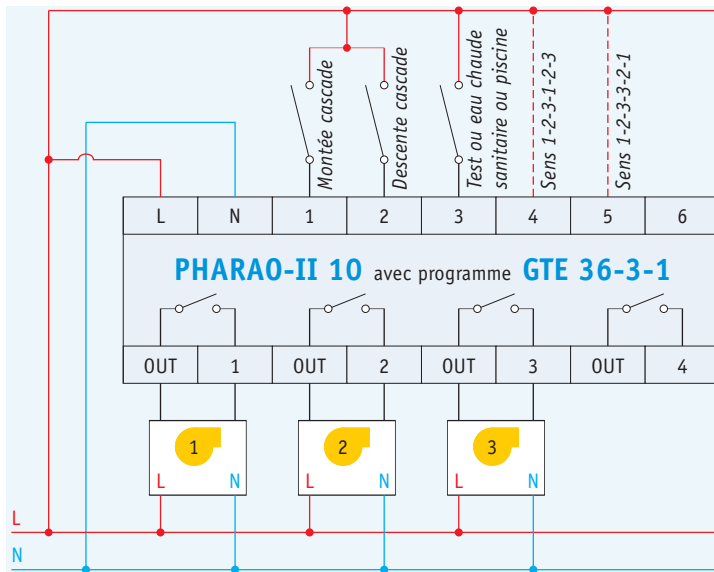 Montée cascade
Descente cascade
Test ou eau chaude
sanitaire ou piscine
Sens 1-2-3-1-2-3
Sens 1-2-3-3-2-1
L N 1 2 3 4 5 6
PHARAO-II 10 avec programme GTE 36-3-1
OUT 1 OUT 2 OUT 3 OUT 4
1 2 3
L N L N L N
L
N